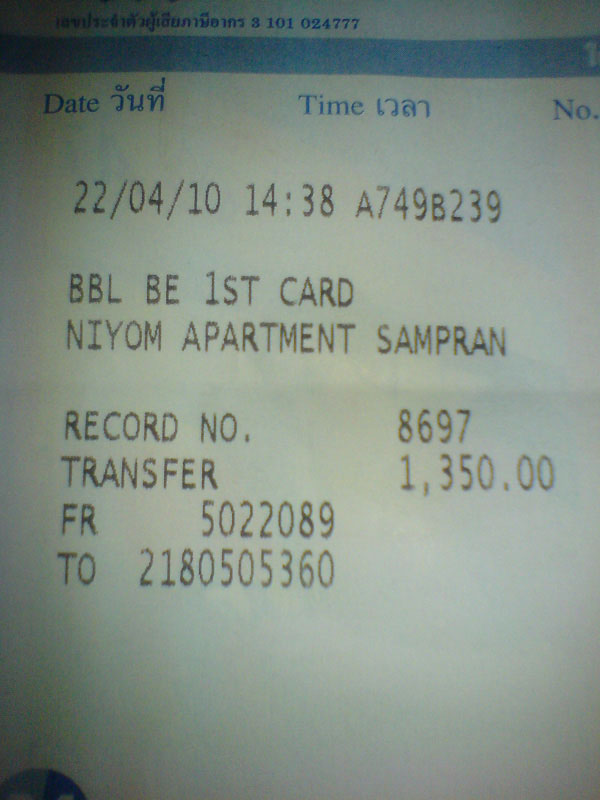 เลขประจำตัวผู้เสียภาษีอากร 3 101 024777
Date วันที่ Time เวลา No.
22/04/10 14:38 A749B239
BBL BE 1ST CARD
NIYOM APARTMENT SAMPRAN
RECORD NO. 8697
TRANSFER 1,350.00
FR 5022089
TO 2180505360